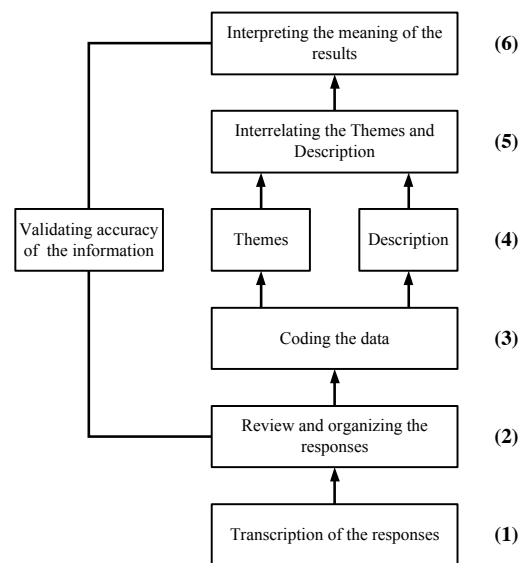 Interpreting the meaning of the
results
(6)
Interrelating the Themes and
Description
(5)
Validating accuracy
of the information
Themes
Description
(4)
Coding the data
(3)
Review and organizing the
responses
(2)
Transcription of the responses
(1)